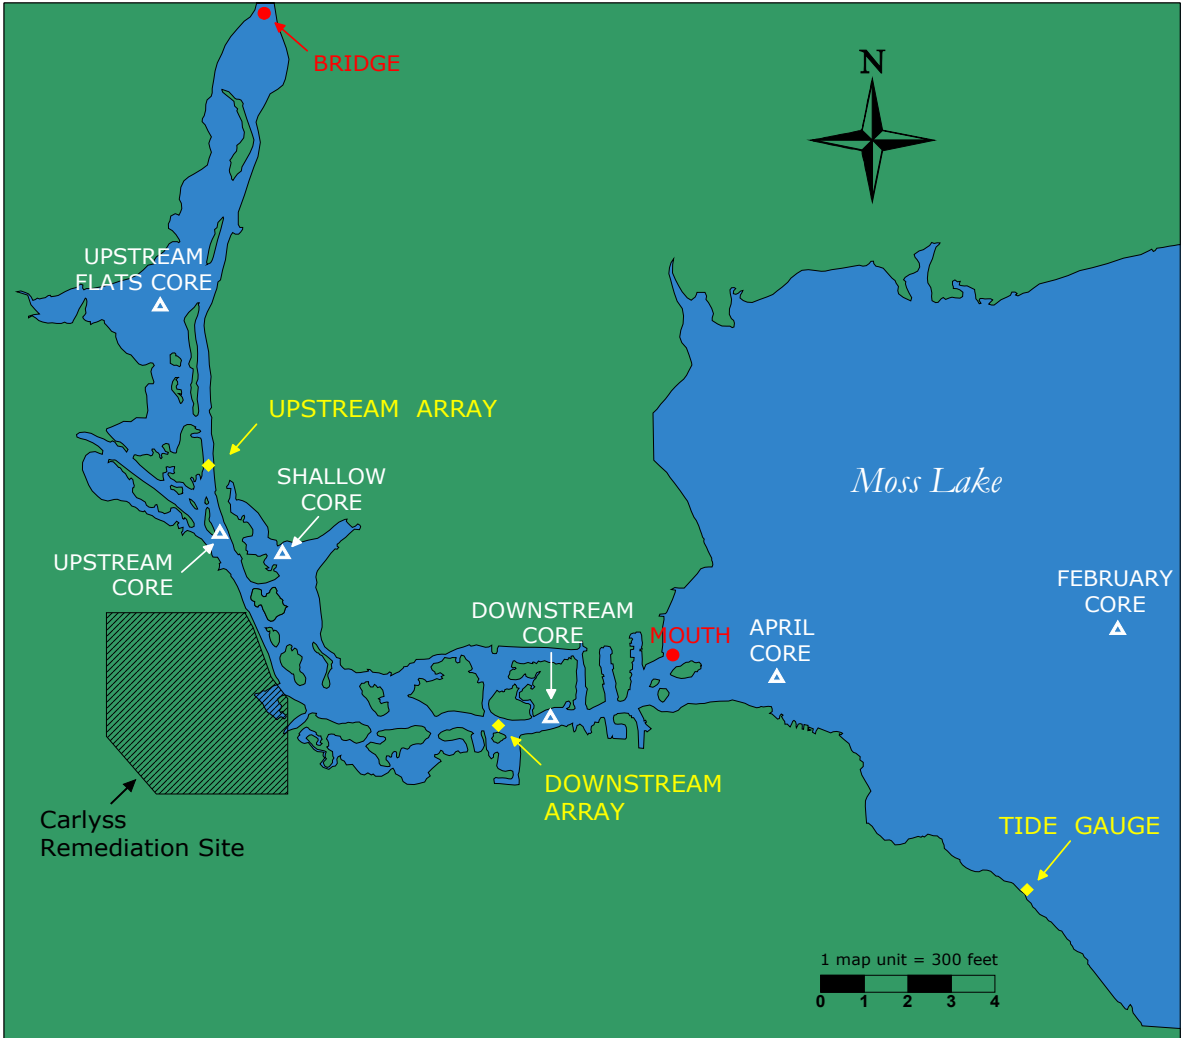 BRIDGE
N
UPSTREAM
FLATS CORE
UPSTREAM ARRAY
SHALLOW
CORE
Moss Lake
UPSTREAM
CORE
FEBRUARY
CORE
DOWNSTREAM
CORE
MOUTH
APRIL
CORE
DOWNSTREAM
ARRAY
Carlyss
Remediation Site
TIDE GAUGE
1 map unit = 300 feet
0 1 2 3 4